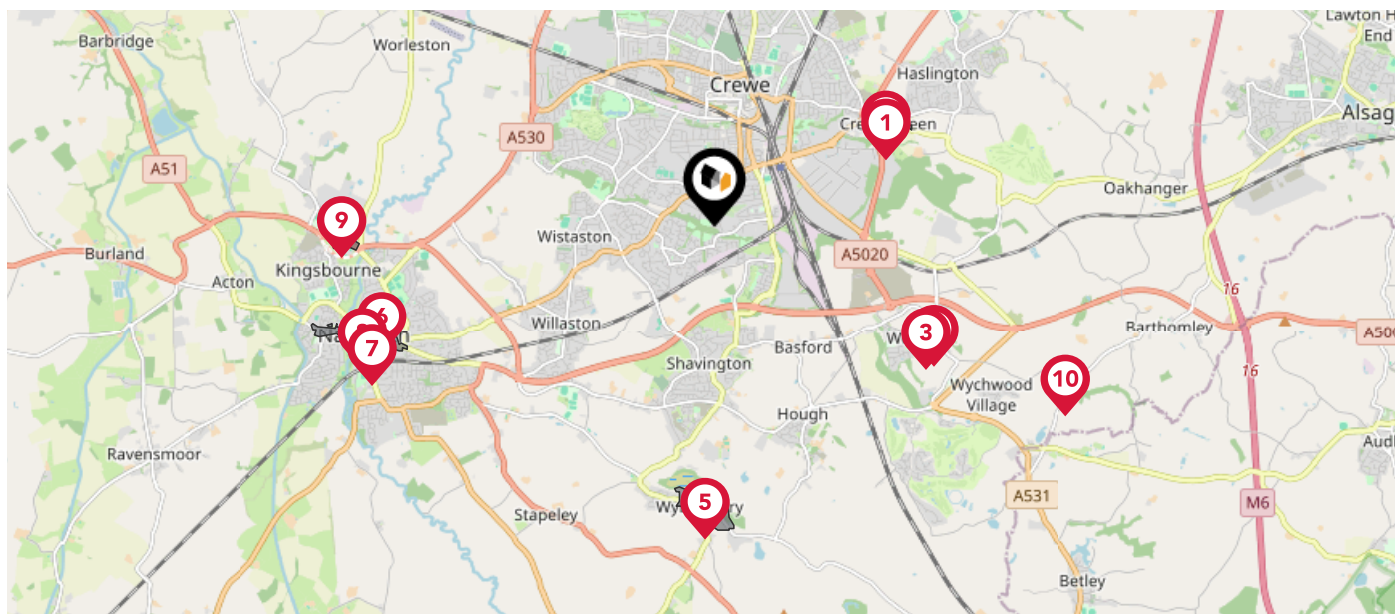 Lawton H
End
Barbridge
Worleston
Haslington
Crewe
Alsag
1
A530
A51
Oakhanger
9
Wistaston
Burland
A5020
Kingsbourne
Acton
16
6
Willaston
Barthomley
A500
3
7
Basford
Shavington
16
10
Wychwood
Village
Hough
Audl
Ravensmoor
A531
5
M6
Stapeley
Betley